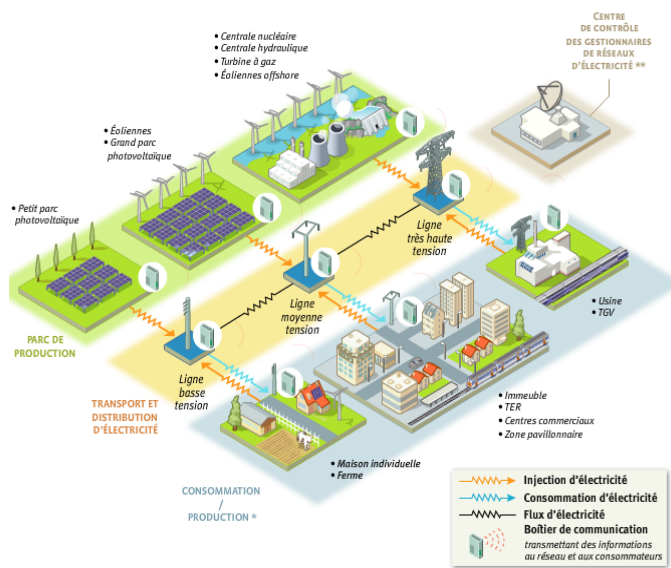 CENTRE
DE CONTRÔLE
DES GESTIONNAIRES
DE RÉSEAUX
D'ÉLECTRICITÉ **
• Centrale nucléaire
• Centrale hydraulique
• Turbine à gaz
• Éoliennes offshore
• Éoliennes
• Grand parc
photovoltaïque
• Petit parc
photovoltaïque
Ligne
très haute
tension
Ligne
moyenne
tension
Ligne
basse
tension
PARC DE
PRODUCTION
TRANSPORT ET
DISTRIBUTION
D'ÉLECTRICITÉ
CONSOMMATION
/
PRODUCTION *
• Usine
• TGV
• Immeuble
• TER
• Centres commerciaux
• Zone pavillonnaire
• Maison individuelle
• Ferme
Injection d'électricité
Consommation d'électricité
Flux d'électricité
Boîtier de communication
transmettant des informations
au réseau et aux consommateurs